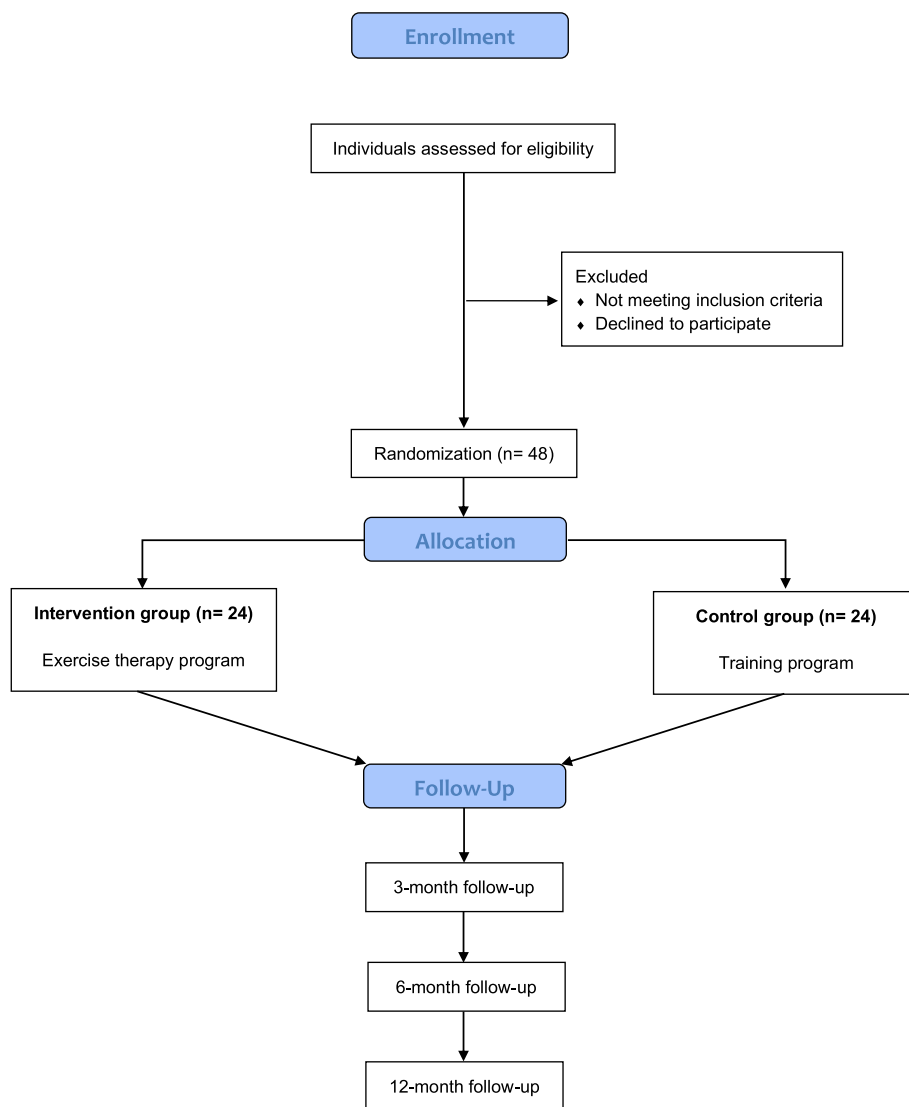 Enrollment
Individuals assessed for eligibility
Excluded
♦ Not meeting inclusion criteria
♦ Declined to participate
Randomization (n= 48)
Allocation
Intervention group (n= 24)
Exercise therapy program
Control group (n= 24)
Training program
Follow-Up
3-month follow-up
6-month follow-up
12-month follow-up